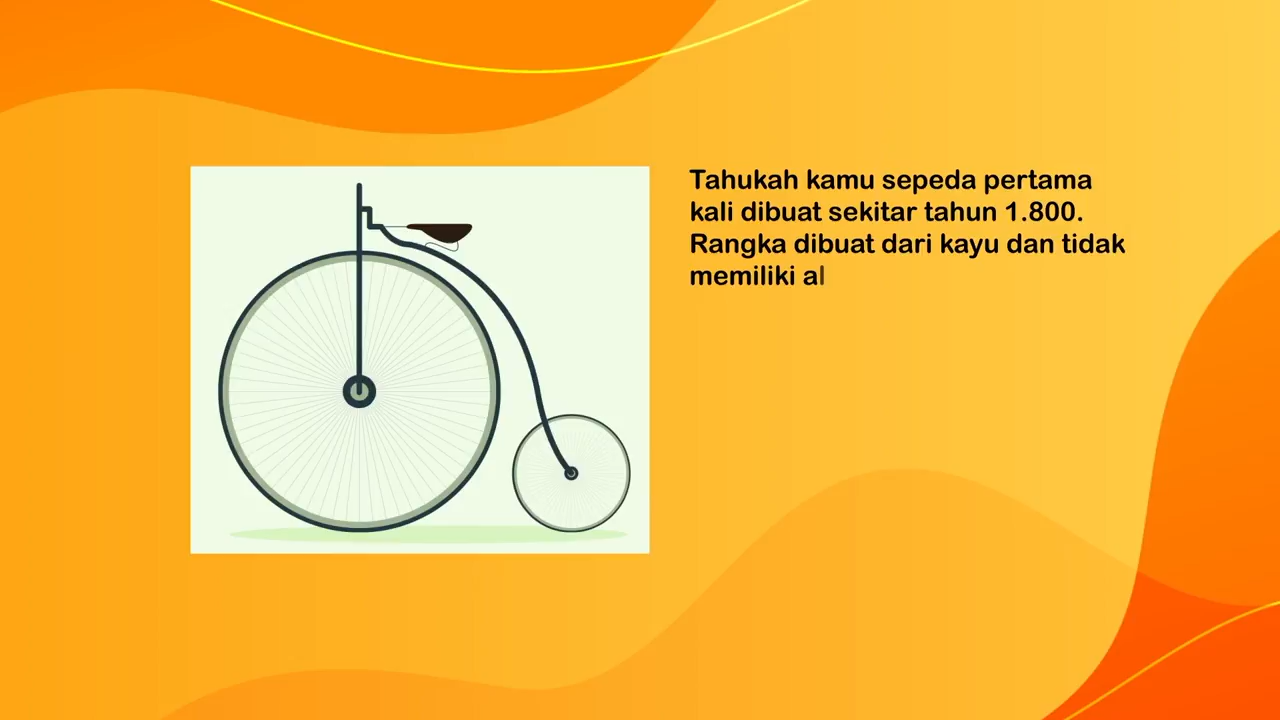 Tahukah kamu sepeda pertama
kali dibuat sekitar tahun 1.800.
Rangka dibuat dari kayu dan tidak
memiliki al